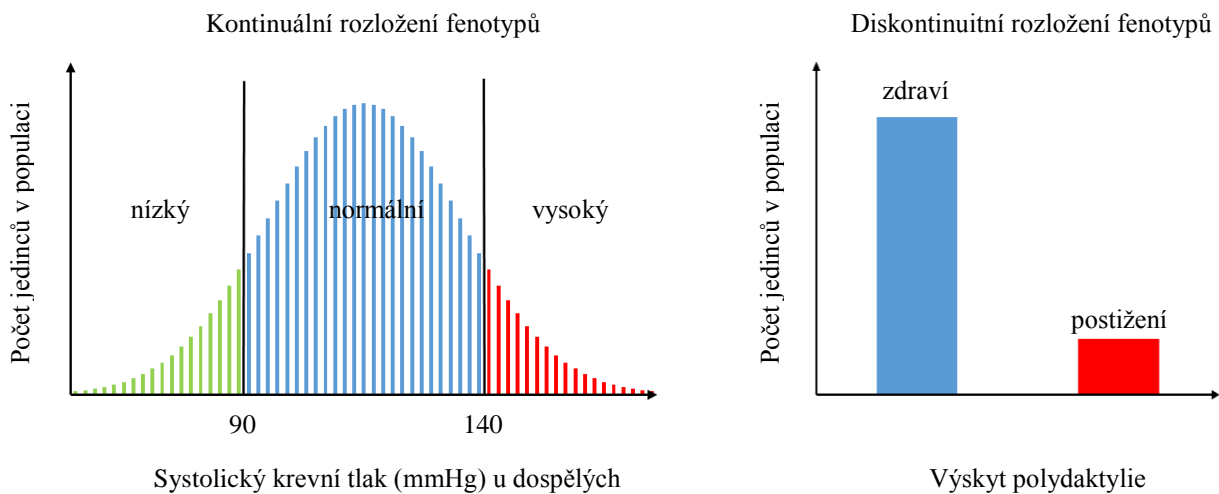 Kontinuální rozložení fenotypů
Počet jedinců v populaci
nízký
normální
vysoký
90
140
Systolický krevní tlak (mmHg) u dospělých
Diskontinuitní rozložení fenotypů
Počet jedinců v populaci
zdraví
postižení
Výskyt polydaktylie